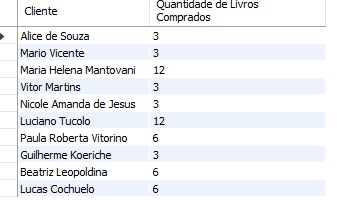 Cliente Quantidade de Livros
Comprados
Alice de Souza 3
Mario Vicente 3
Maria Helena Mantovani 12
Vitor Martins 3
Nicole Amanda de Jesus 3
Luciano Tucolo 12
Paula Roberta Vitorino 6
Guilherme Koeriche 3
Beatriz Leopoldina 6
Lucas Cochuelo 6